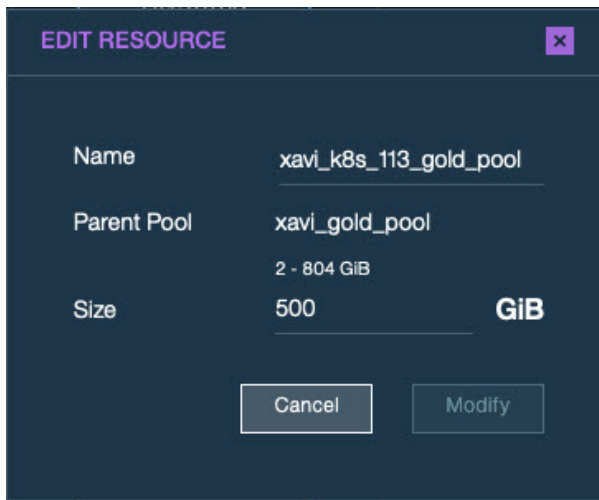 EDIT RESOURCE
Name xavi_k8s_113_gold_pool
Parent Pool xavi_gold_pool
2 - 804 GiB
Size 500 GiB
Cancel Modify